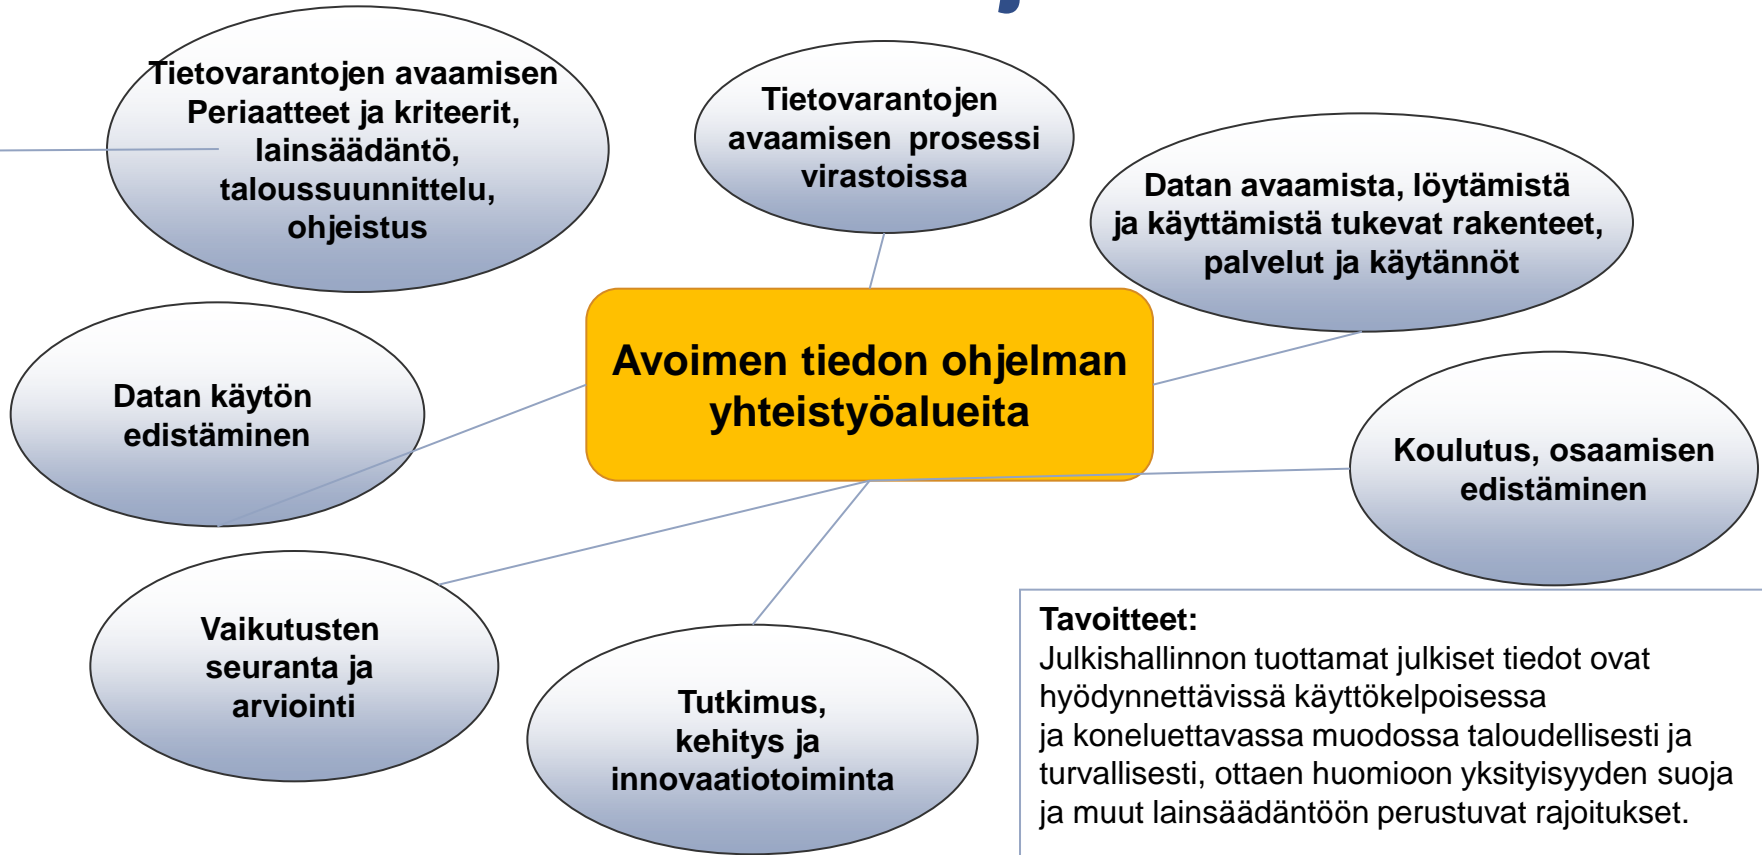 Tietovarantojen avaamisen
Periaatteet ja kriteerit,
lainsäädäntö,
taloussuunnittelu,
ohjeistus
Tietovarantojen
avaamisen prosessi
virastoissa
Datan avaamista, löytämistä
ja käyttämistä tukevat rakenteet,
palvelut ja käytännöt
Avoimen tiedon ohjelman
yhteistyöalueita
Datan käytön
edistäminen
Koulutus, osaamisen
edistäminen
Vaikutusten
seuranta ja
arviointi
Tutkimus,
kehitys ja
innovaatiotoiminta
Tavoitteet:
Julkishallinnon tuottamat julkiset tiedot ovat
hyödynnettävissä käyttökelpoisessa
ja koneluettavassa muodossa taloudellisesti ja
turvallisesti, ottaen huomioon yksityisyyden suoja
ja muut lainsäädäntöön perustuvat rajoitukset.